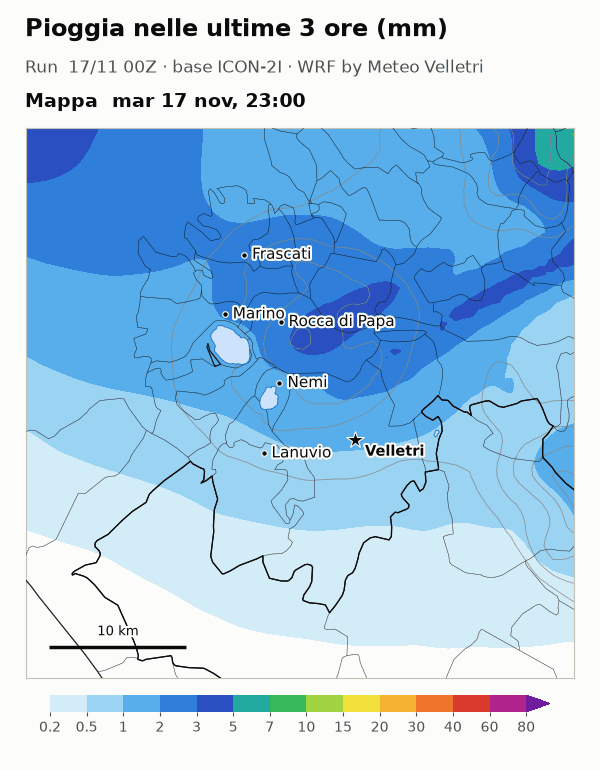 Pioggia nelle ultime 3 ore (mm)
Run  17/11 00Z · base ICON-2I · WRF by Meteo Velletri
Mappa  mar 17 nov, 23:00
Frascati
Marino
Rocca di Papa
Nemi
Velletri
Lanuvio
10 km
0.2 0.5 1 2 3 5 7 10 15 20 30 40 60 80